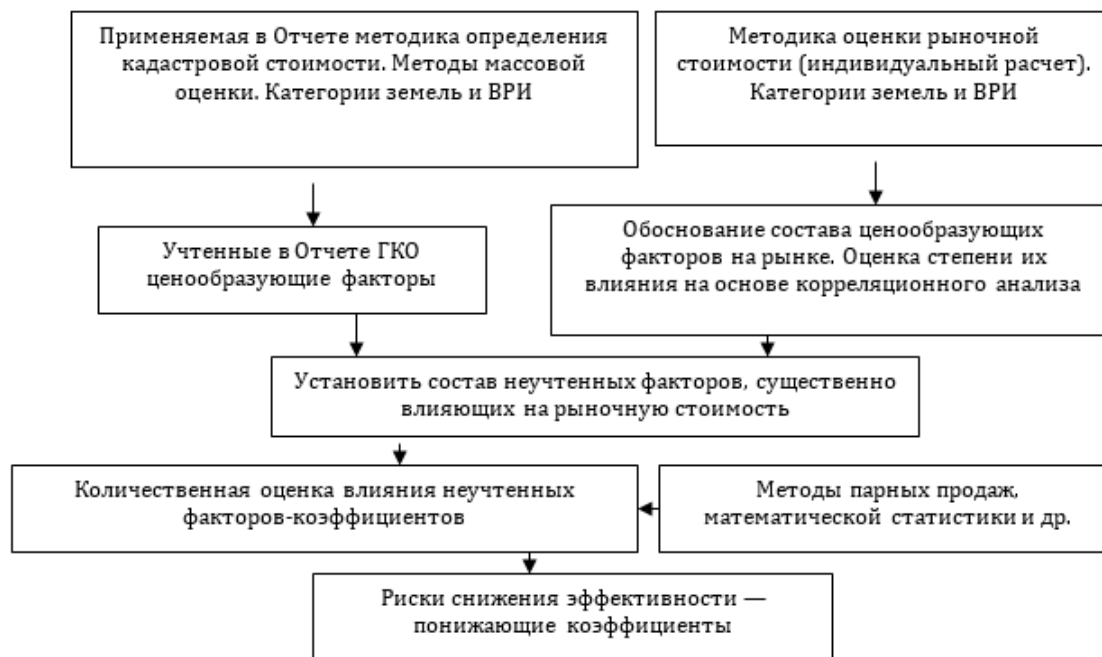 Применяемая в Отчете методика определения
кадастровой стоимости. Методы массовой
оценки. Категории земель и ВРИ
Методика оценки рыночной
стоимости (индивидуальный расчет).
Категории земель и ВРИ
Учтенные в Отчете ГКО
ценообразующие факторы
Обоснование состава ценообразующих
факторов на рынке. Оценка степени их
влияния на основе корреляционного анализа
Установить состав неучтенных факторов, существенно
влияющих на рыночную стоимость
Количественная оценка влияния неучтенных
факторов-коэффициентов
Методы парных продаж,
математической статистики и др.
Риски снижения эффективности —
понижающие коэффициенты